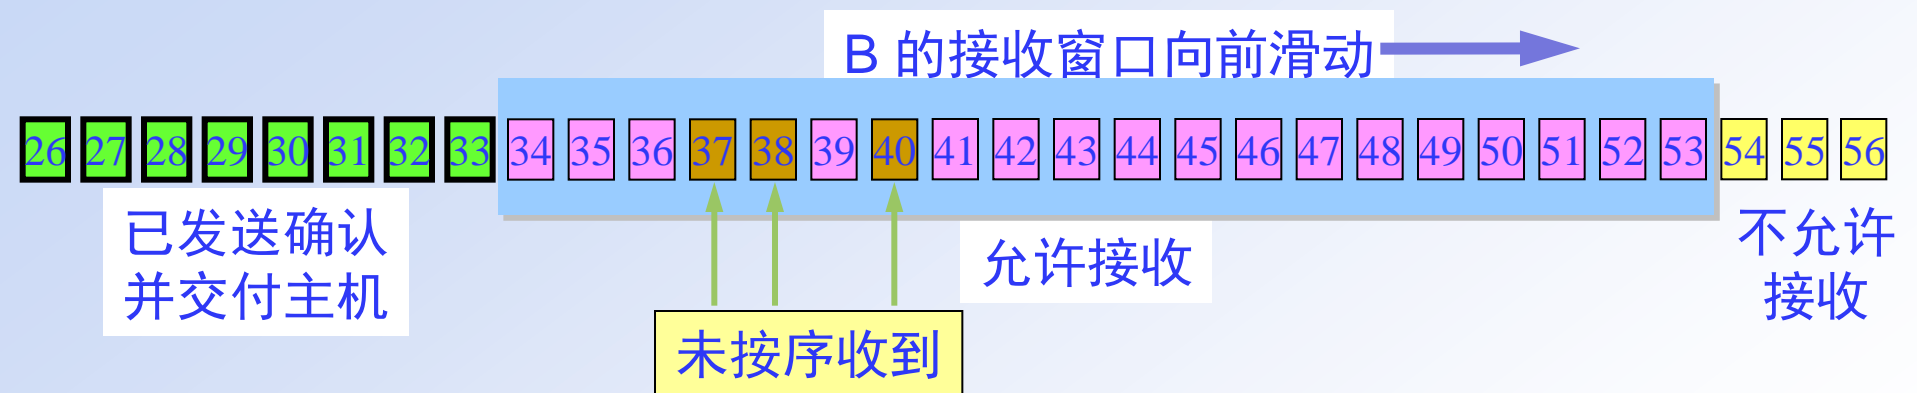 B 的接收窗口向前滑动
26 27 28 29 30 31 32 33 34 35 36 37 38 39 40 41 42 43 44 45 46 47 48 49 50 51 52 53 54 55 56
已发送确认
并交付主机
允许接收
不允许
接收
未按序收到